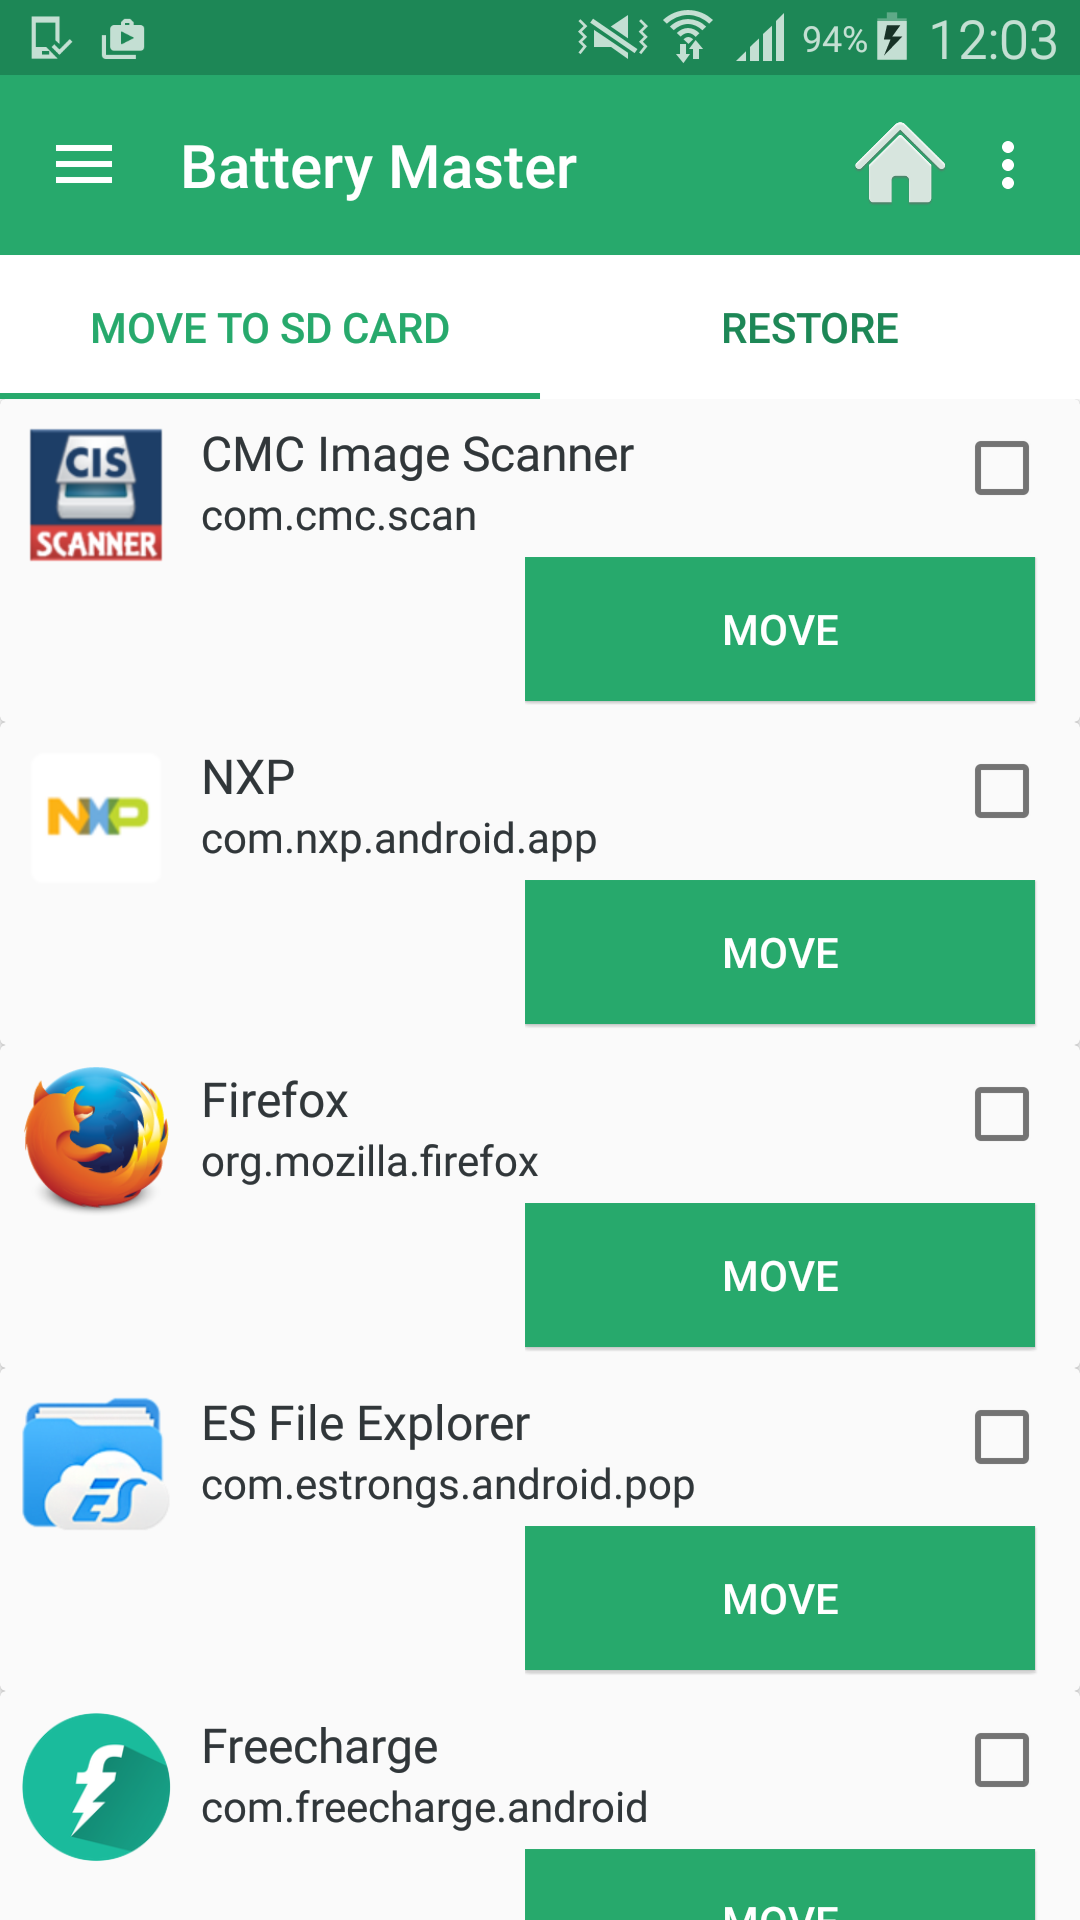 94% 12:03
Battery Master
MOVE TO SD CARD RESTORE
CIS
SCANNER
CMC Image Scanner
com.cmc.scan
MOVE
NXP
NXP
com.nxp.android.app
MOVE
Firefox
org.mozilla.firefox
MOVE
ES
ES File Explorer
com.estrongs.android.pop
MOVE
f
Freecharge
com.freecharge.android
MOVE